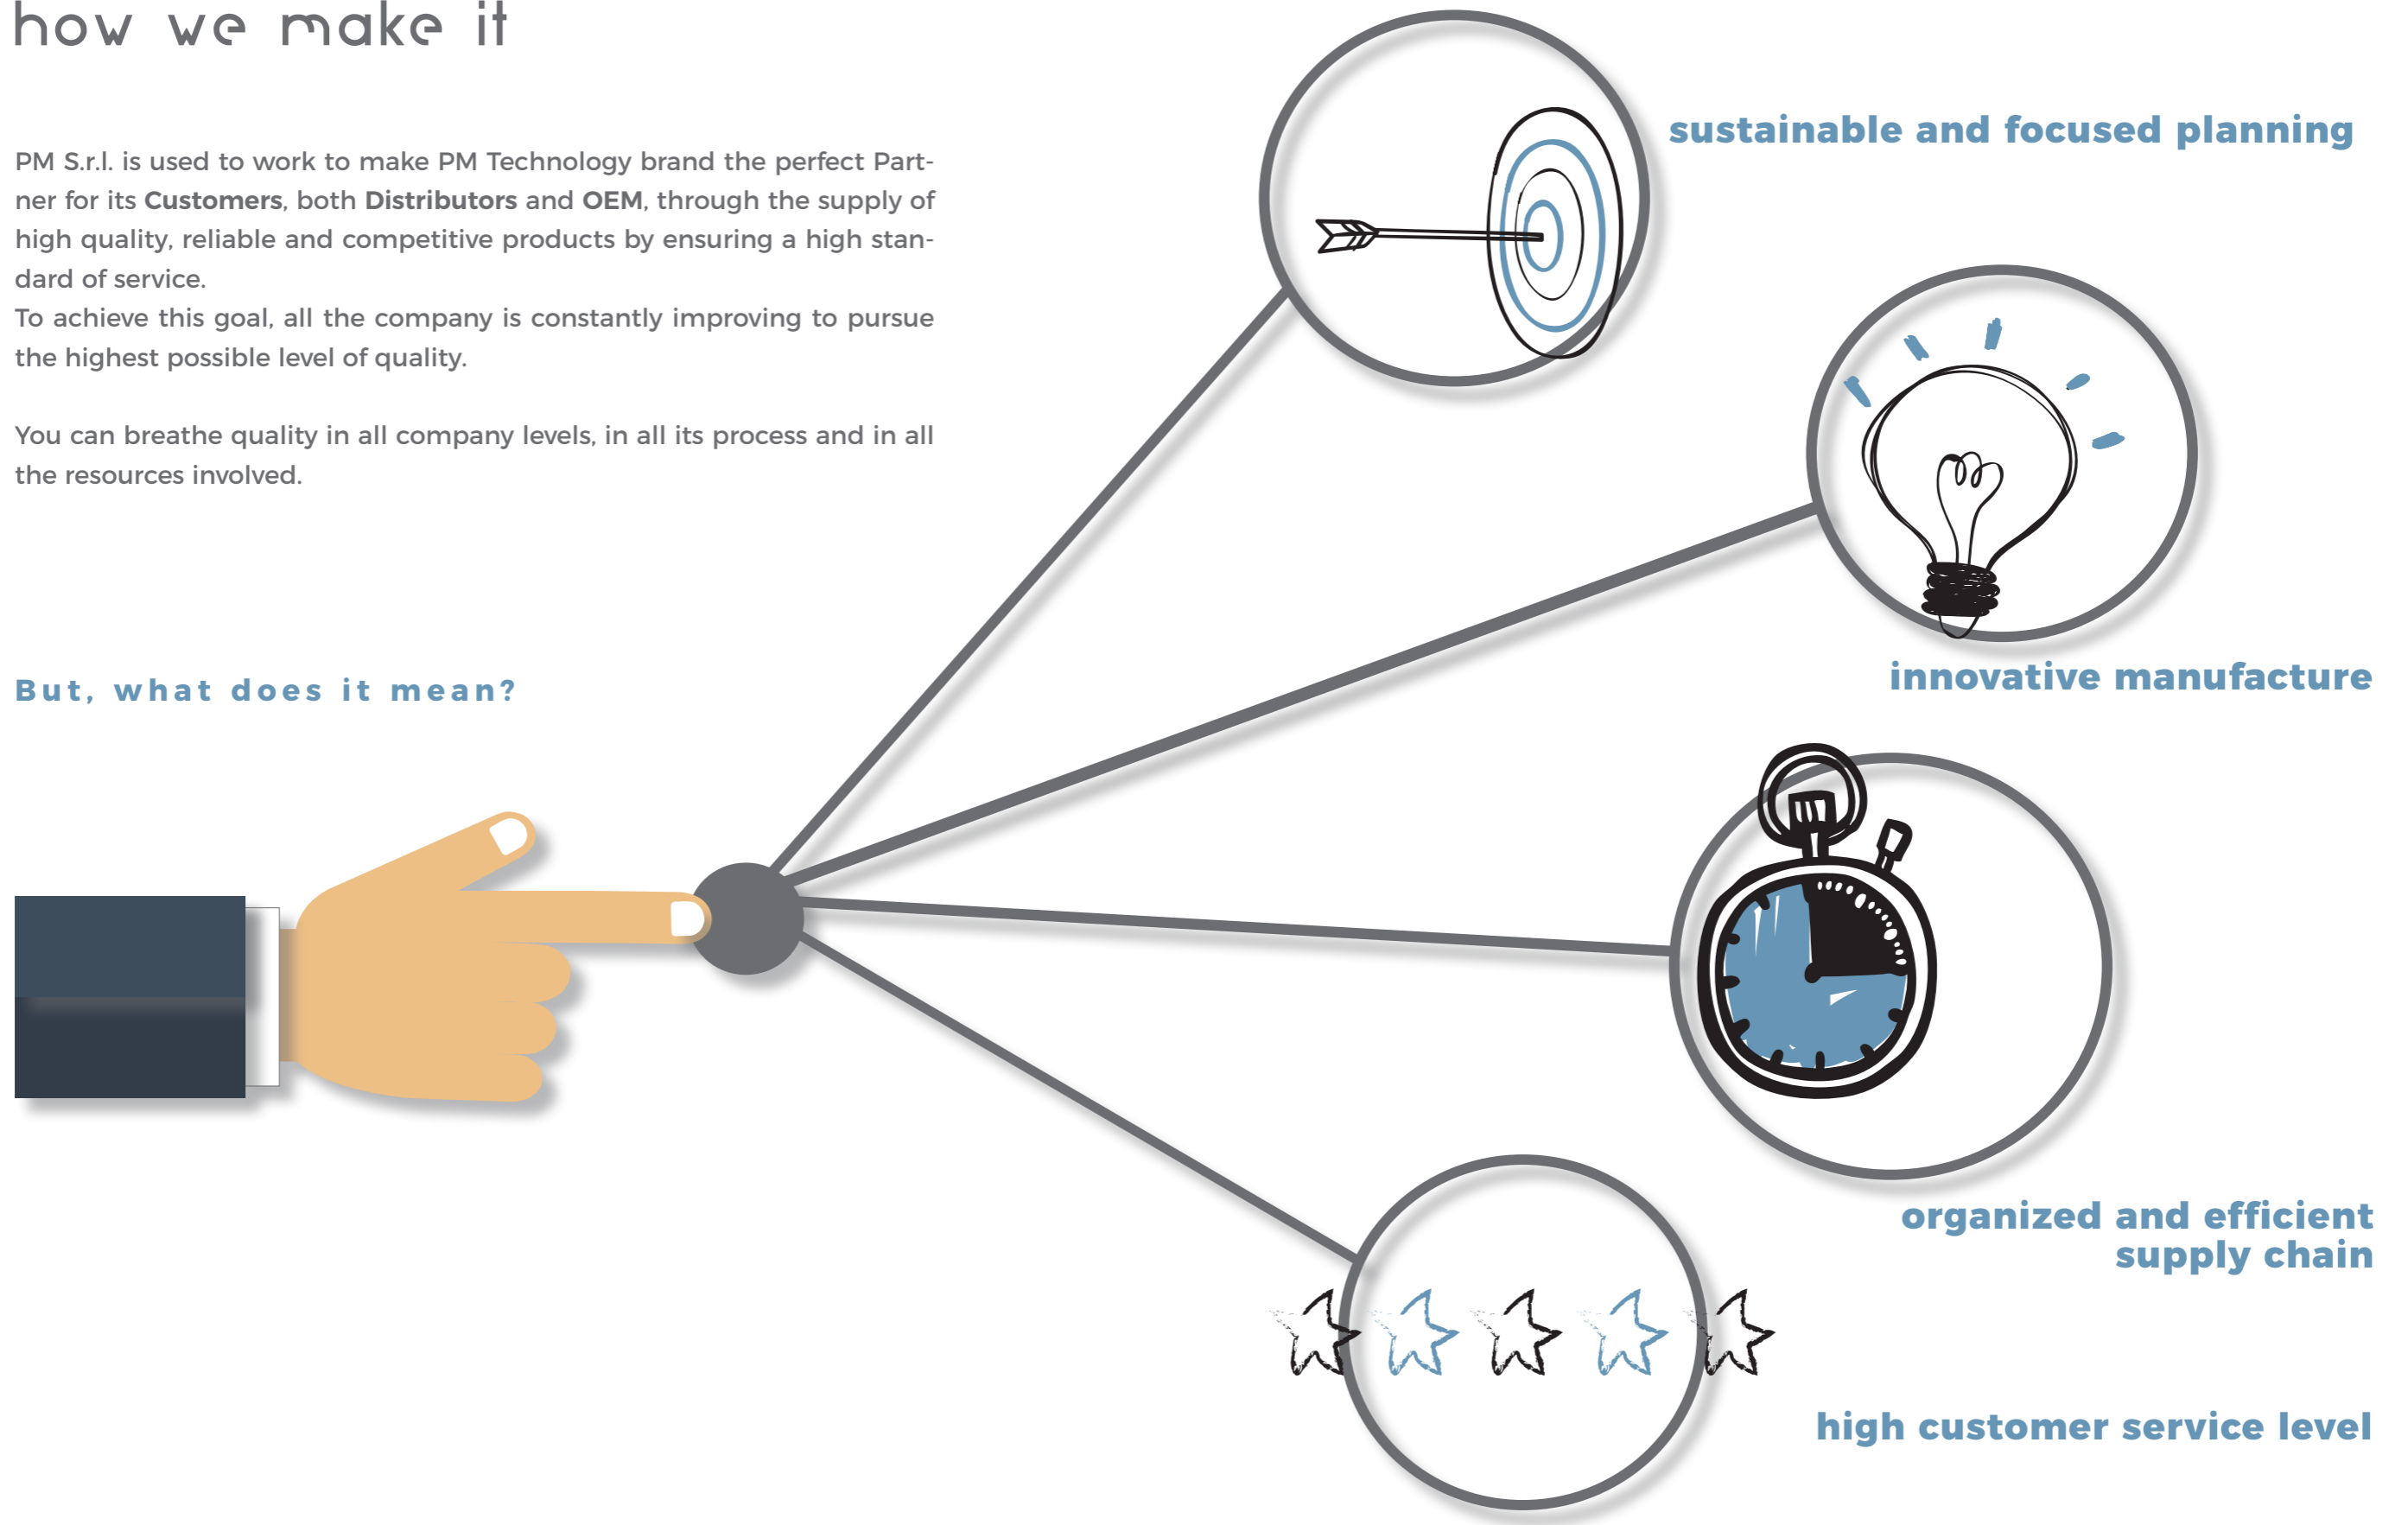 how we make it
PM S.r.l. is used to work to make PM Technology brand the perfect Part-
ner for its Customers, both Distributors and OEM, through the supply of
high quality, reliable and competitive products by ensuring a high stan-
dard of service.
To achieve this goal, all the company is constantly improving to pursue
the highest possible level of quality.
You can breathe quality in all company levels, in all its process and in all
the resources involved.
But, what does it mean?
sustainable and focused planning
innovative manufacture
organized and efficient
supply chain
high customer service level